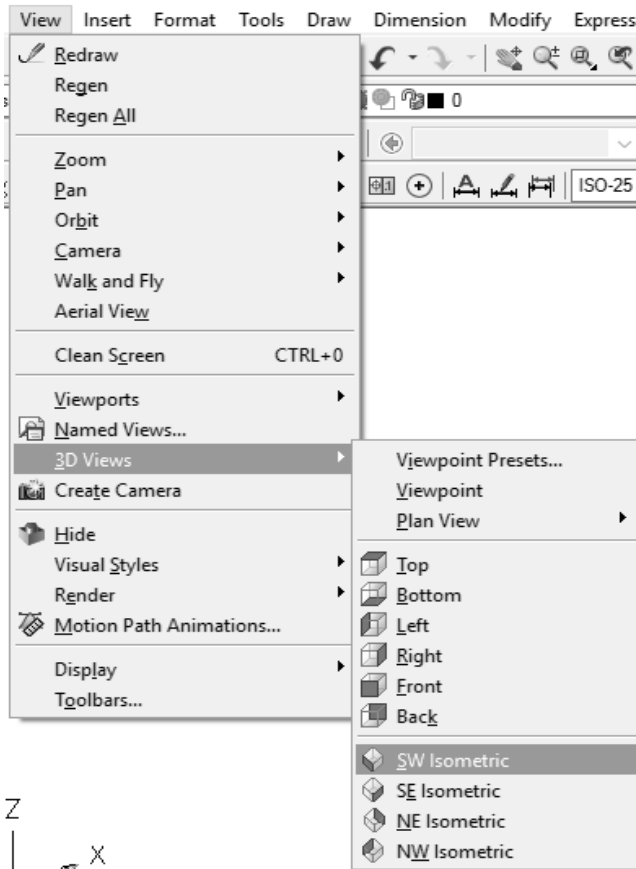 View Insert Format Tools Draw Dimension Modify Express
Redraw
Regen
Regen All
0
Zoom
Pan
ISO-25
Orbit
Camera
Walk and Fly
Aerial View
Clean Screen CTRL+0
Viewports
Named Views...
3D Views
Create Camera
Hide
Visual Styles
Render
Motion Path Animations...
Display
Toolbars...
Viewpoint Presets...
Viewpoint
Plan View
Top
Bottom
Left
Right
Front
Back
SW Isometric
SE Isometric
NE Isometric
NW Isometric
Z
X